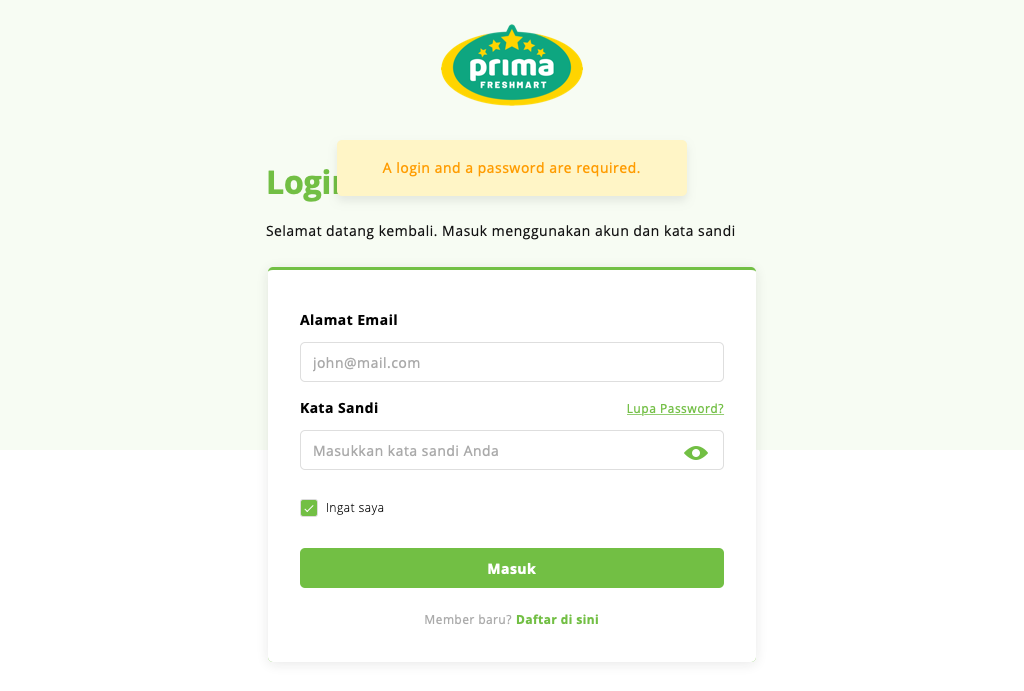 prima
FRESHMART
A login and a password are required.
Login
Selamat datang kembali. Masuk menggunakan akun dan kata sandi
Alamat Email
john@mail.com
Kata Sandi
Lupa Password?
Masukkan kata sandi Anda
Ingat saya
Masuk
Member baru? Daftar di sini